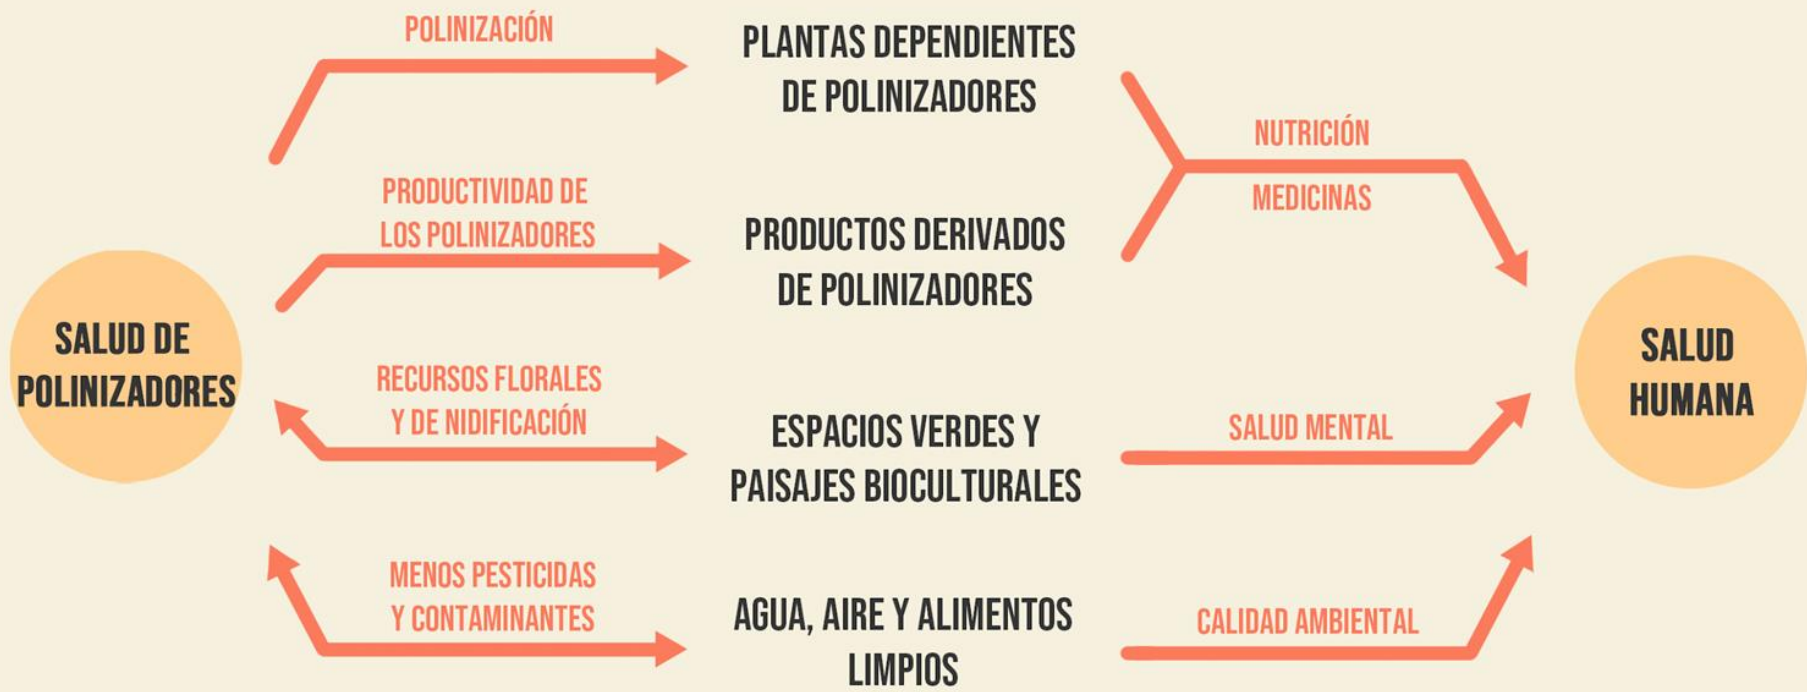 POLINIZACIÓN
PLANTAS DEPENDIENTES
DE POLINIZADORES
NUTRICIÓN
MEDICINAS
PRODUCTIVIDAD DE
LOS POLINIZADORES
PRODUCTOS DERIVADOS
DE POLINIZADORES
SALUD DE
POLINIZADORES
SALUD
HUMANA
RECURSOS FLORALES
Y DE NIDIFICACIÓN
ESPACIOS VERDES Y
PAISAJES BIOCULTURALES
SALUD MENTAL
MENOS PESTICIDAS
Y CONTAMINANTES
AGUA, AIRE Y ALIMENTOS
LIMPIOS
CALIDAD AMBIENTAL